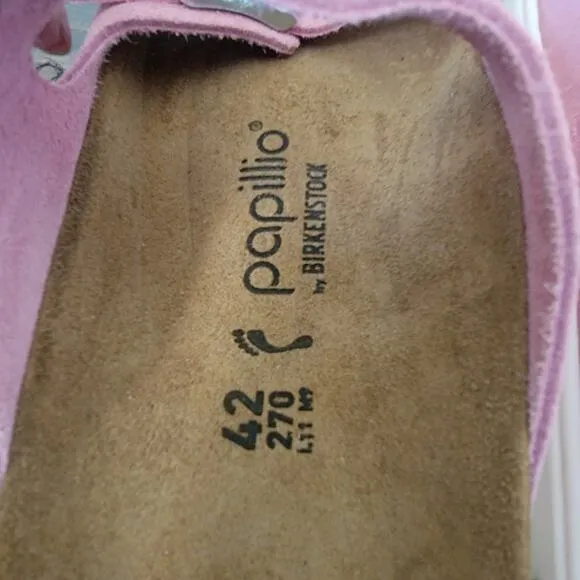 papillio®
by BIRKENSTOCK
42
270
L11 M9